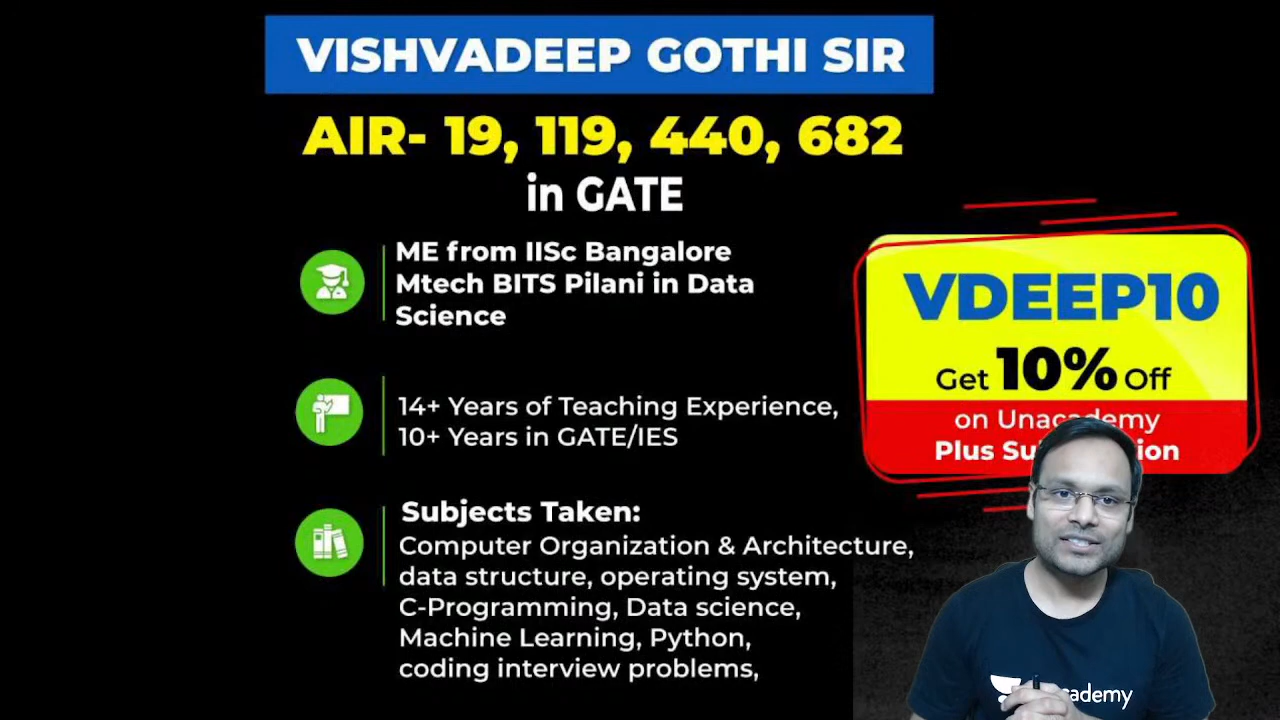 VISHVADEEP GOTHI SIR
AIR- 19, 119, 440, 682
in GATE
ME from IISc Bangalore
Mtech BITS Pilani in Data
Science
14+ Years of Teaching Experience,
10+ Years in GATE/IES
Subjects Taken:
Computer Organization & Architecture,
data structure, operating system,
C-Programming, Data science,
Machine Learning, Python,
coding interview problems,
VDEEP10
Get 10% Off
on Unacademy
Plus